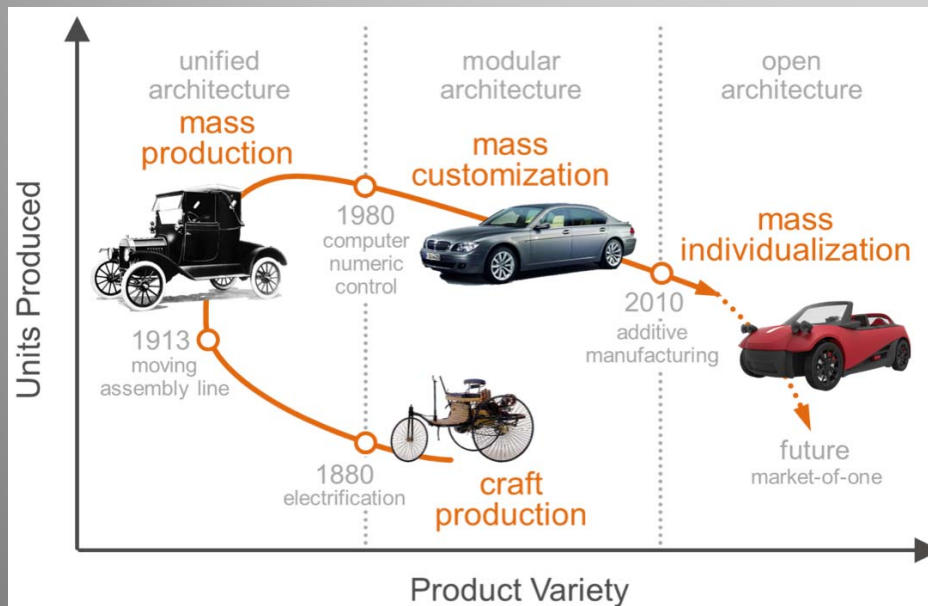 unified
architecture
mass
production
modular
architecture
mass
customization
open
architecture
mass
individualization
1980
computer
numeric
control
2010
additive
manufacturing
1913
moving
assembly line
1880
electrification
craft
production
future
market-of-one
Units Produced
Product Variety